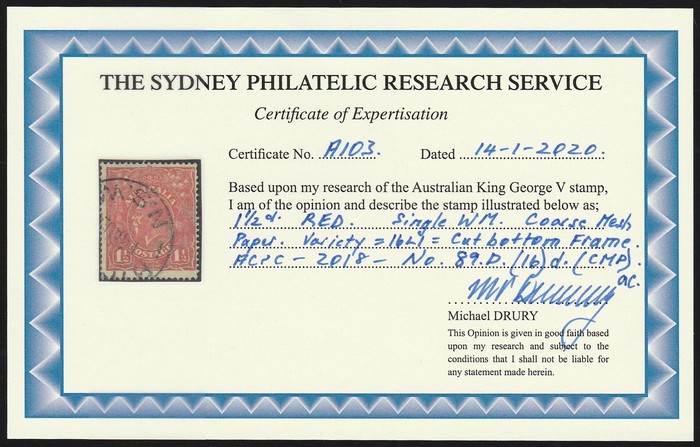 THE SYDNEY PHILATELIC RESEARCH SERVICE
Certificate of Expertisation
Certificate No. A103. Dated 14-1-2020.
Based upon my research of the Australian King George V stamp,
I am of the opinion and describe the stamp illustrated below as;
1½d. RED. Single WM. Coarse Mesh
Paper. Variety = 16L7 = Cut bottom Frame.
ACSC - 2018 - No. 89.D. (16)d. (CMP).
Michael DRURY
This Opinion is given in good faith based
upon my research and subject to the
conditions that I shall not be liable for
any statement made herein.
POSTAGE
1½